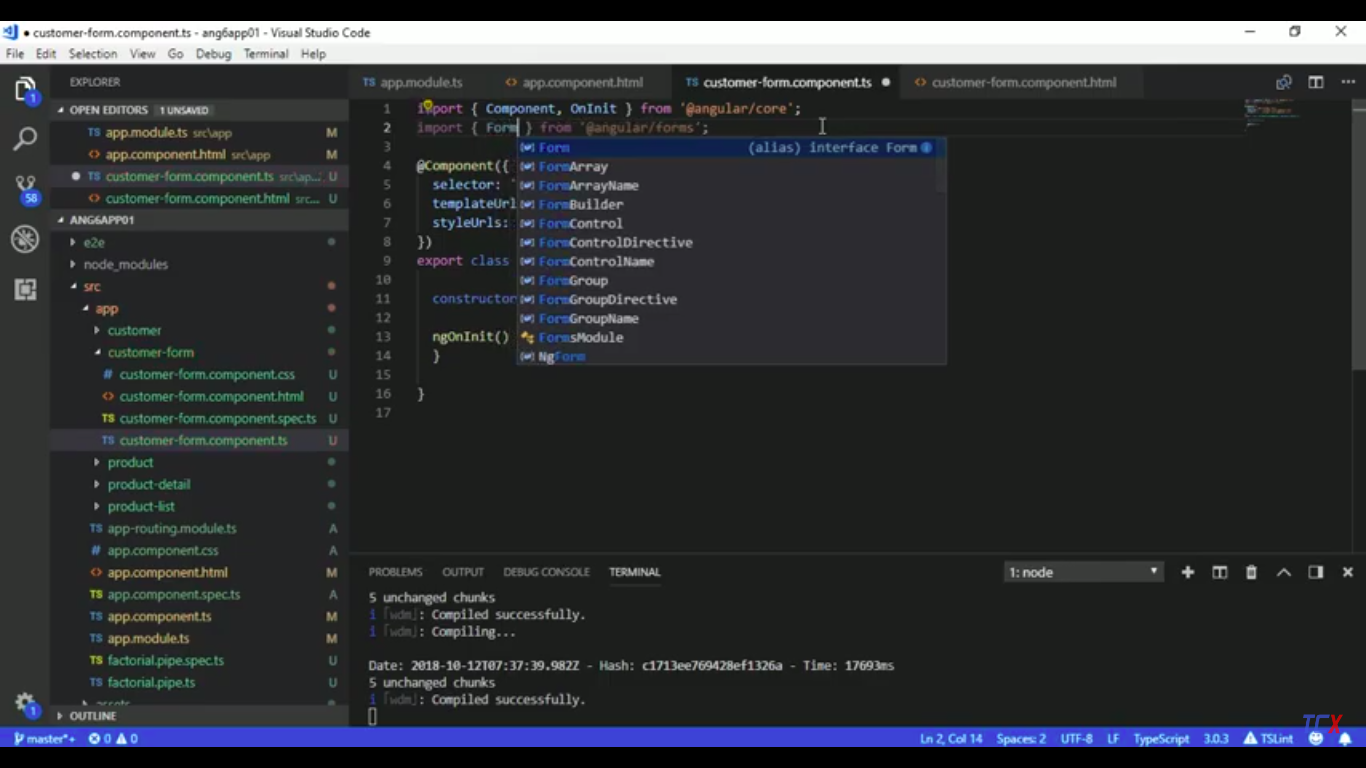 customer-form.component.ts - ang6app01 - Visual Studio Code
File Edit Selection View Go Debug Terminal Help
EXPLORER
OPEN EDITORS 1 UNSAVED
TS app.module.ts src\app M
<> app.component.html src\app M
● TS customer-form.component.ts src\ap... U
<> customer-form.component.html src... U
ANG6APP01
e2e
node_modules
src
app
customer
customer-form
# customer-form.component.css U
<> customer-form.component.html U
TS customer-form.component.spec.ts U
TS customer-form.component.ts U
product
product-detail
product-list
TS app-routing.module.ts A
# app.component.css A
<> app.component.html M
TS app.component.spec.ts A
TS app.component.ts M
TS app.module.ts M
TS factorial.pipe.spec.ts U
TS factorial.pipe.ts U
OUTLINE
1
58
1
TS app.module.ts <> app.component.html TS customer-form.component.ts ● <> customer-form.component.html
1 import { Component, OnInit } from '@angular/core';
2 import { Form } from '@angular/forms';
3
4 @Component({
5 selector: '
6 templateUrl
7 styleUrls:
8 })
9 export class
10
11 constructor
12
13 ngOnInit()
14 }
15
16 }
17
Form (alias) interface Form
FormArray
FormArrayName
FormBuilder
FormControl
FormControlDirective
FormControlName
FormGroup
FormGroupDirective
FormGroupName
FormsModule
NgForm
PROBLEMS OUTPUT DEBUG CONSOLE TERMINAL 1: node
5 unchanged chunks
i ｢wdm｣: Compiled successfully.
i ｢wdm｣: Compiling...
Date: 2018-10-12T07:37:39.982Z - Hash: c1713ee769428ef1326a - Time: 17693ms
5 unchanged chunks
i ｢wdm｣: Compiled successfully.
TCX
master*+ 0 0 Ln 2, Col 14 Spaces: 2 UTF-8 LF TypeScript 3.0.3 TSLint